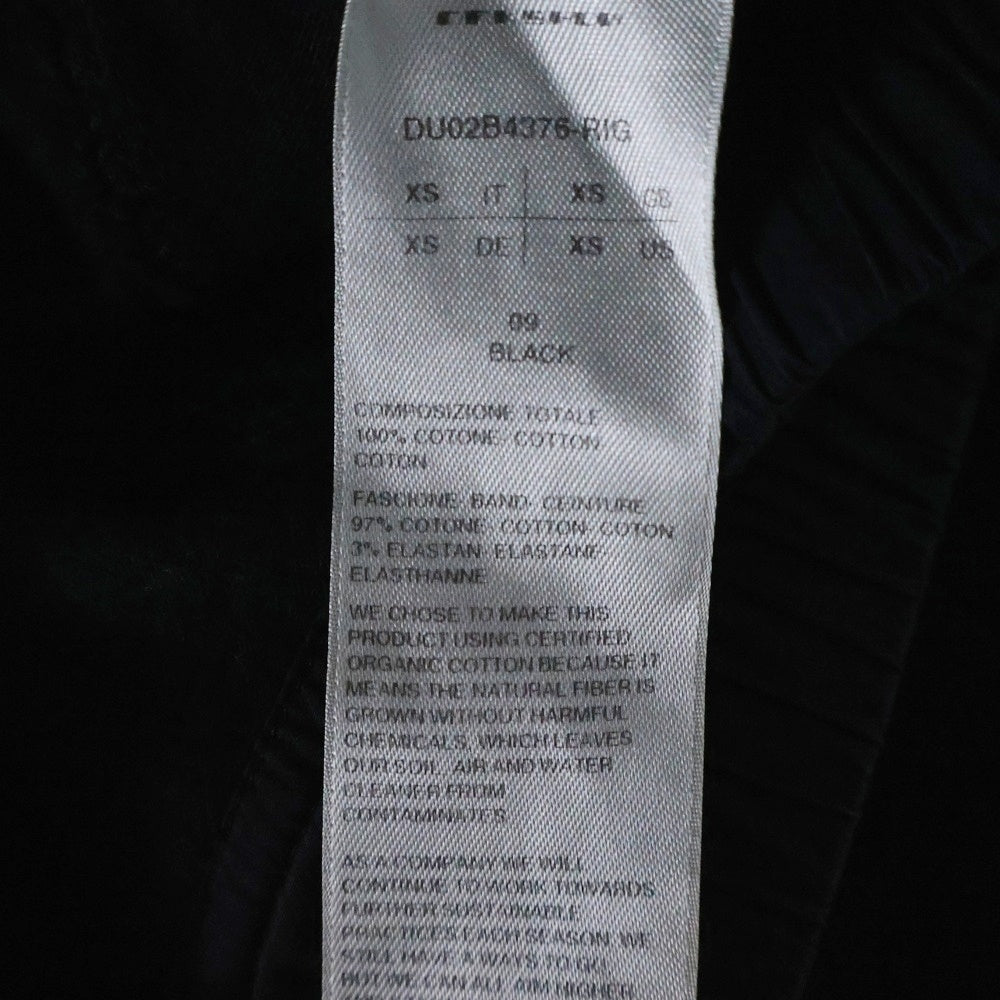 DU02B4376-RIG
XS IT XS GB
XS DE XS US
09
BLACK
COMPOSIZIONE TOTALE
100% COTONE- COTTON-
COTON
FASCIONE- BAND- CEINTURE
97% COTONE- COTTON- COTON
3% ELASTAN- ELASTANE-
ELASTHANNE
WE CHOSE TO MAKE THIS
PRODUCT USING CERTIFIED
ORGANIC COTTON BECAUSE IT
MEANS THE NATURAL FIBER IS
GROWN WITHOUT HARMFUL
CHEMICALS, WHICH LEAVES
OUR SOIL, AIR AND WATER
CLEANER FROM
CONTAMINATES
AS A COMPANY WE WILL
CONTINUE TO WORK TOWARDS
FURTHER SUSTAINABLE
PRACTICES EACH SEASON. WE
STILL HAVE A WAYS TO GO,
BUT WE CAN ALL AIM HIGHER